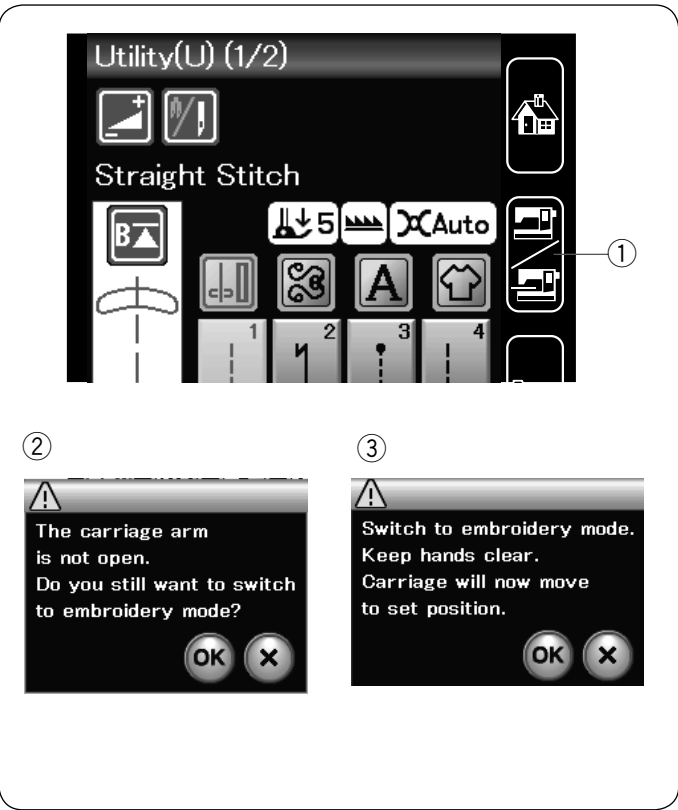 Utility(U) (1/2)
Straight Stitch
B
5
Auto
A
1 2 3 4
①
②
③
The carriage arm
is not open.
Do you still want to switch
to embroidery mode?
OK
Switch to embroidery mode.
Keep hands clear.
Carriage will now move
to set position.
OK